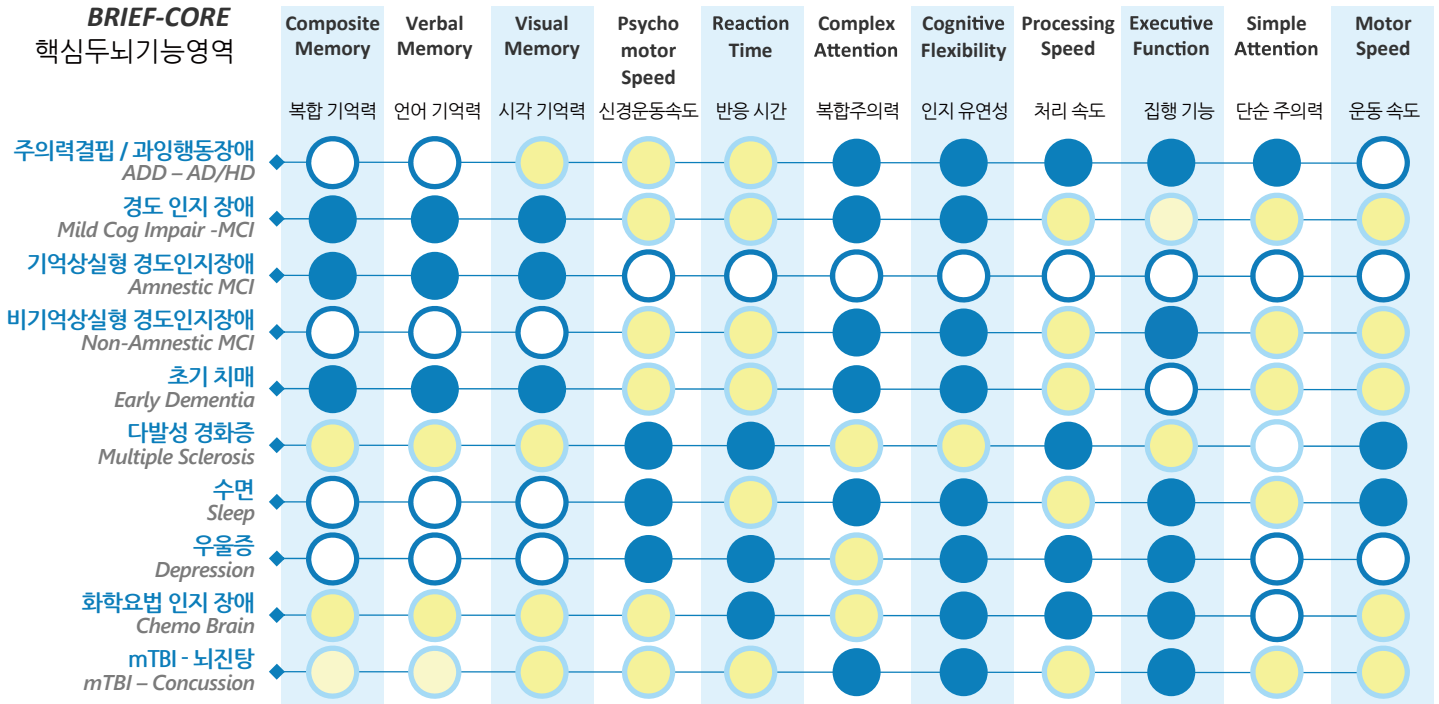 BRIEF-CORE
핵심두뇌기능영역
Composite Memory
Verbal Memory
Visual Memory
Psycho motor Speed
Reaction Time
Complex Attention
Cognitive Flexibility
Processing Speed
Executive Function
Simple Attention
Motor Speed
복합 기억력
언어 기억력
시각 기억력
신경운동속도
반응 시간
복합주의력
인지 유연성
처리 속도
집행 기능
단순 주의력
운동 속도
주의력결핍 / 과잉행동장애
ADD – AD/HD
경도 인지 장애
Mild Cog Impair -MCI
기억상실형 경도인지장애
Amnestic MCI
비기억상실형 경도인지장애
Non-Amnestic MCI
초기 치매
Early Dementia
다발성 경화증
Multiple Sclerosis
수면
Sleep
우울증
Depression
화학요법 인지 장애
Chemo Brain
mTBI - 뇌진탕
mTBI – Concussion